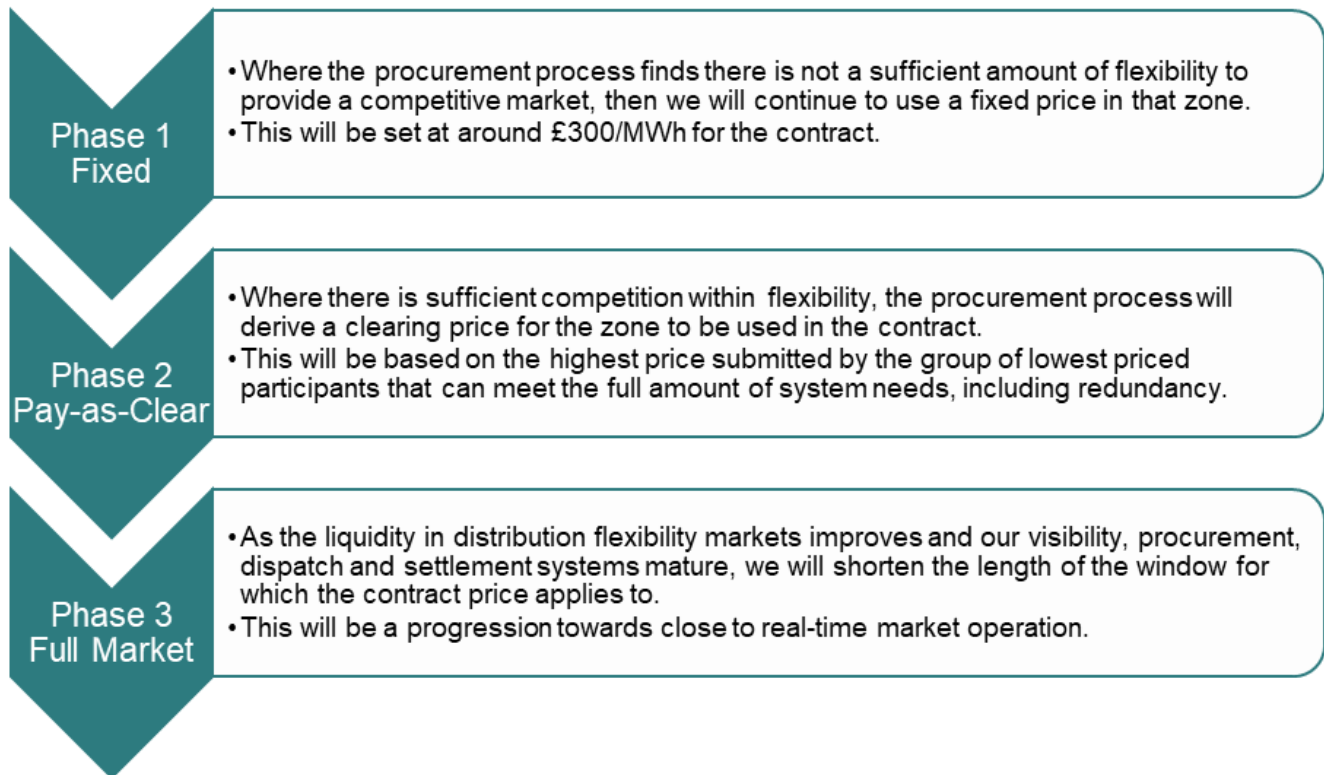 Phase 1
Fixed
•Where the procurement process finds there is not a sufficient amount of flexibility to
provide a competitive market, then we will continue to use a fixed price in that zone.
•This will be set at around £300/MWh for the contract.
Phase 2
Pay-as-Clear
•Where there is sufficient competition within flexibility, the procurement process will
derive a clearing price for the zone to be used in the contract.
•This will be based on the highest price submitted by the group of lowest priced
participants that can meet the full amount of system needs, including redundancy.
Phase 3
Full Market
•As the liquidity in distribution flexibility markets improves and our visibility, procurement,
dispatch and settlement systems mature, we will shorten the length of the window for
which the contract price applies to.
•This will be a progression towards close to real-time market operation.